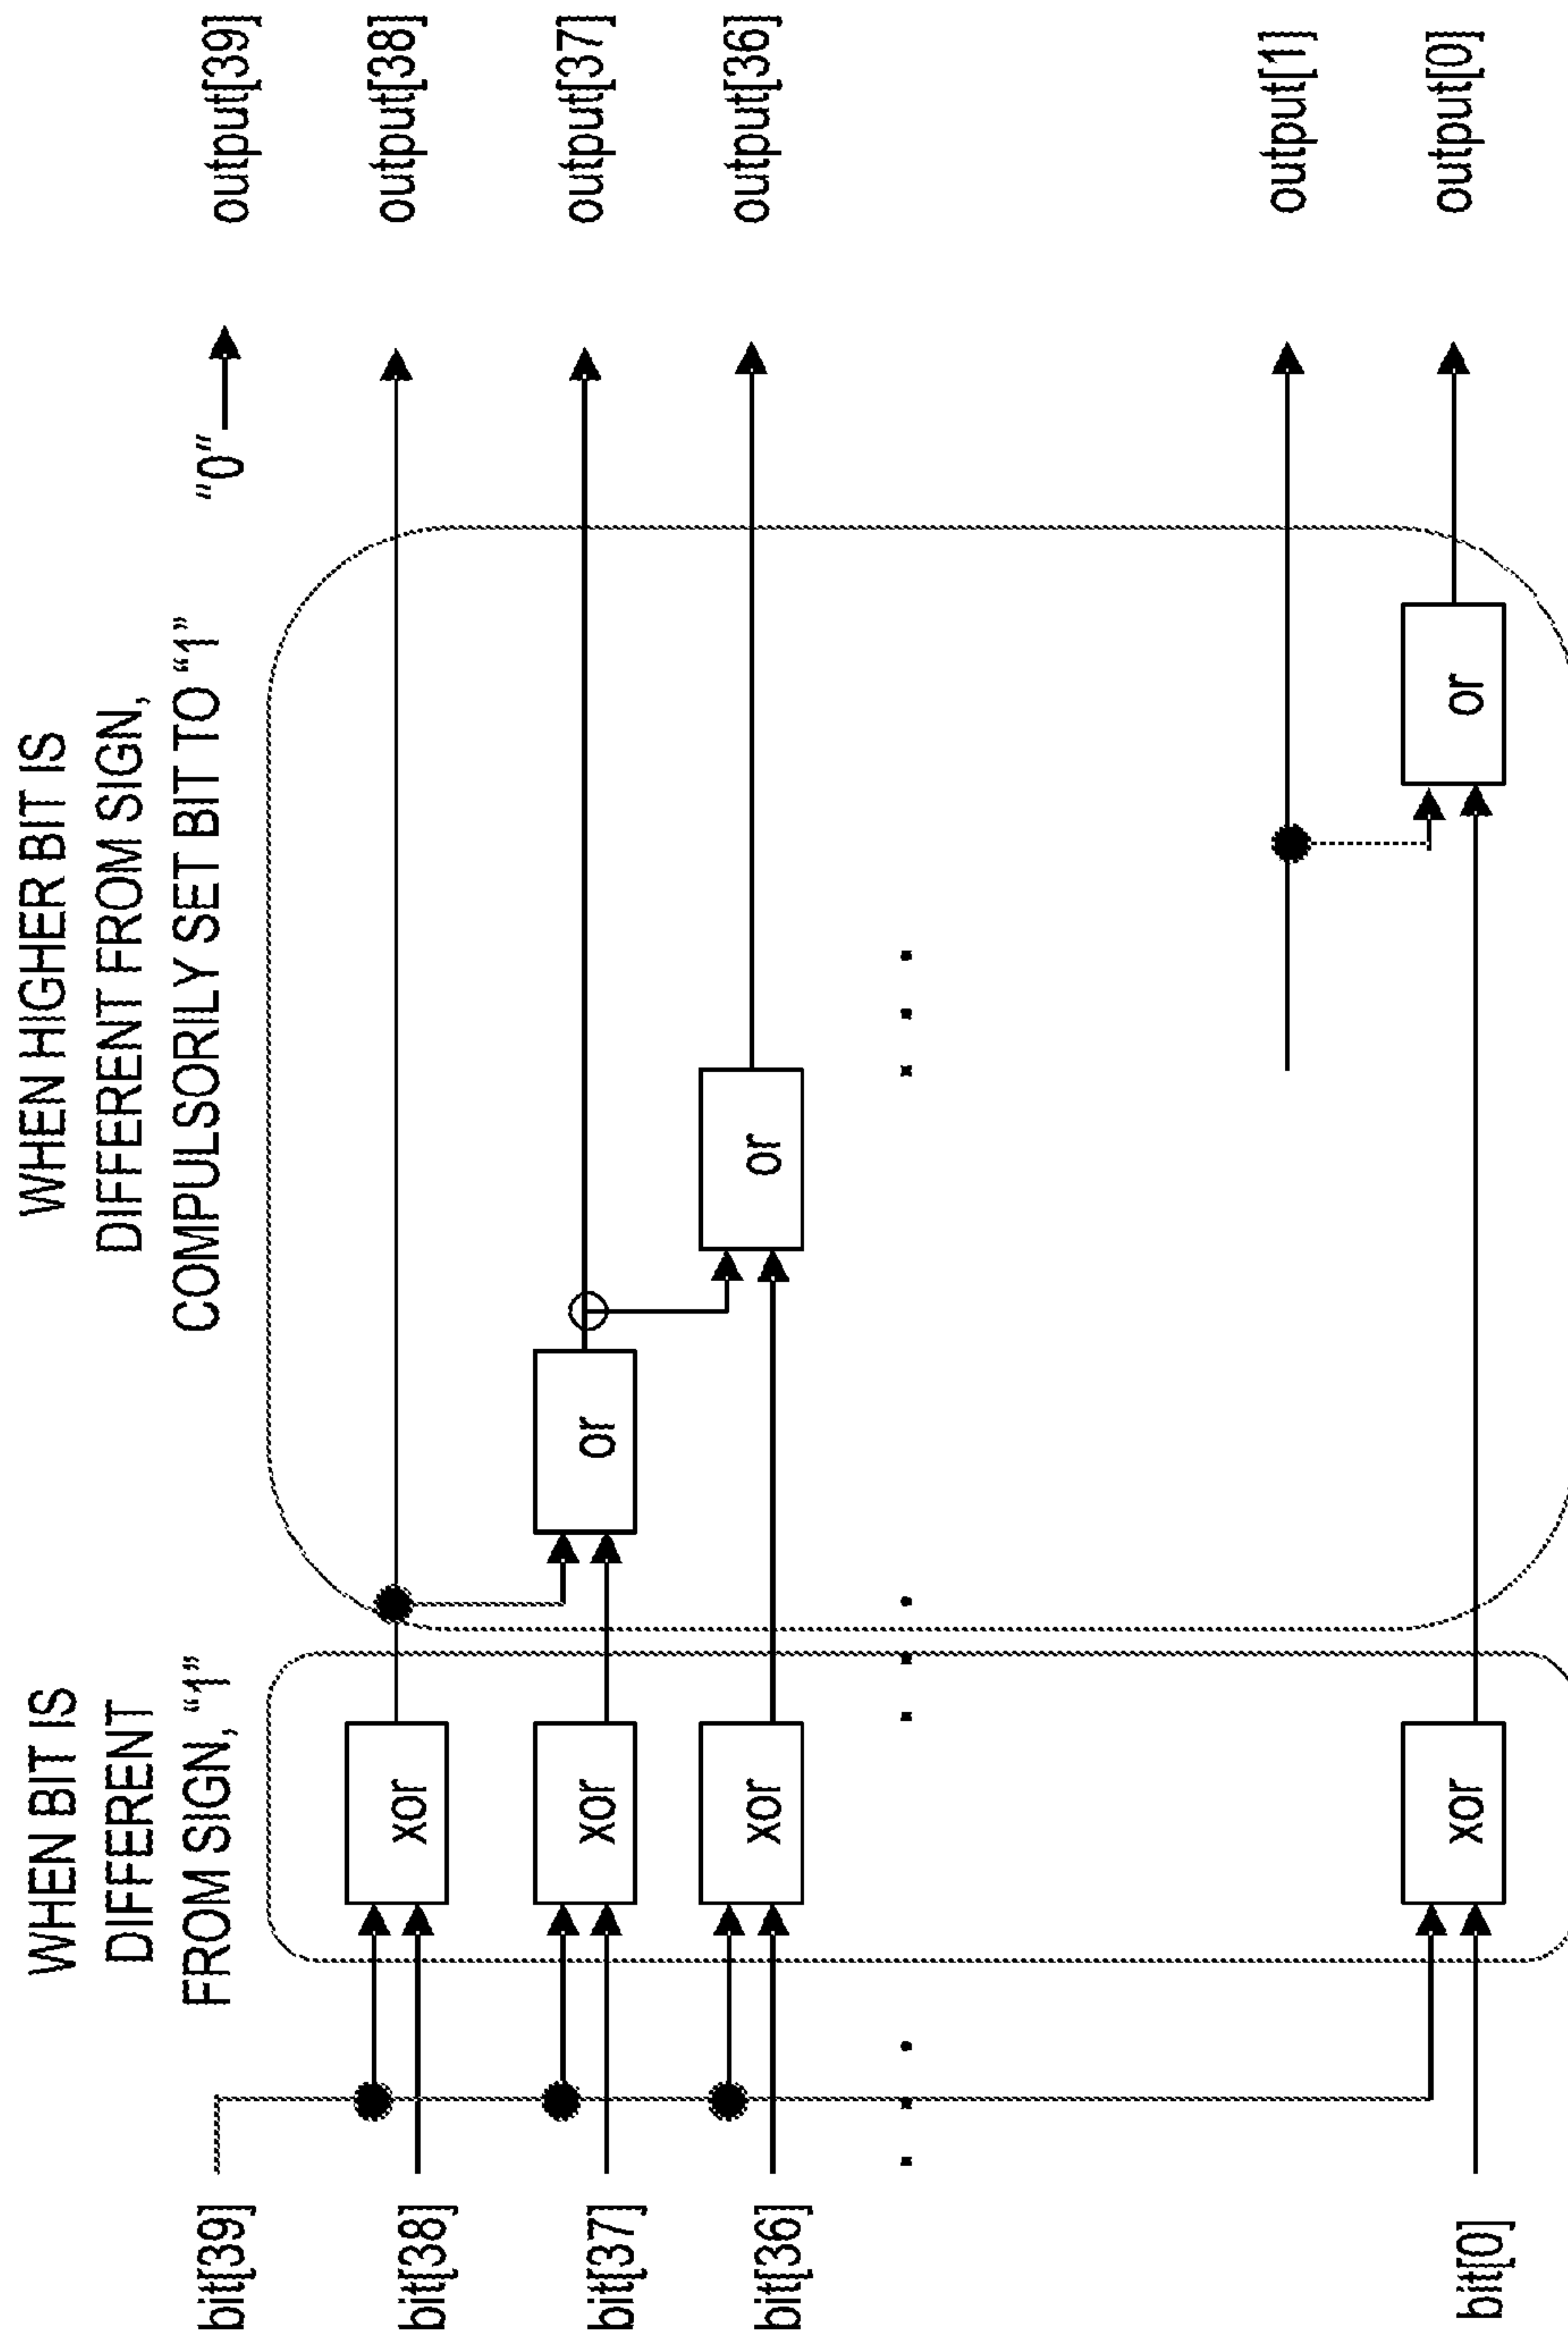 WHEN BIT IS
DIFFERENT
FROM SIGN, “1”
WHEN HIGHER BIT IS
DIFFERENT FROM SIGN,
COMPULSORILY SET BIT TO “1”
bit[39]
“0”
output[39]
bit[38]
xor
output[38]
bit[37]
xor
or
output[37]
bit[36]
xor
or
output[36]
output[1]
bit[0]
xor
or
output[0]